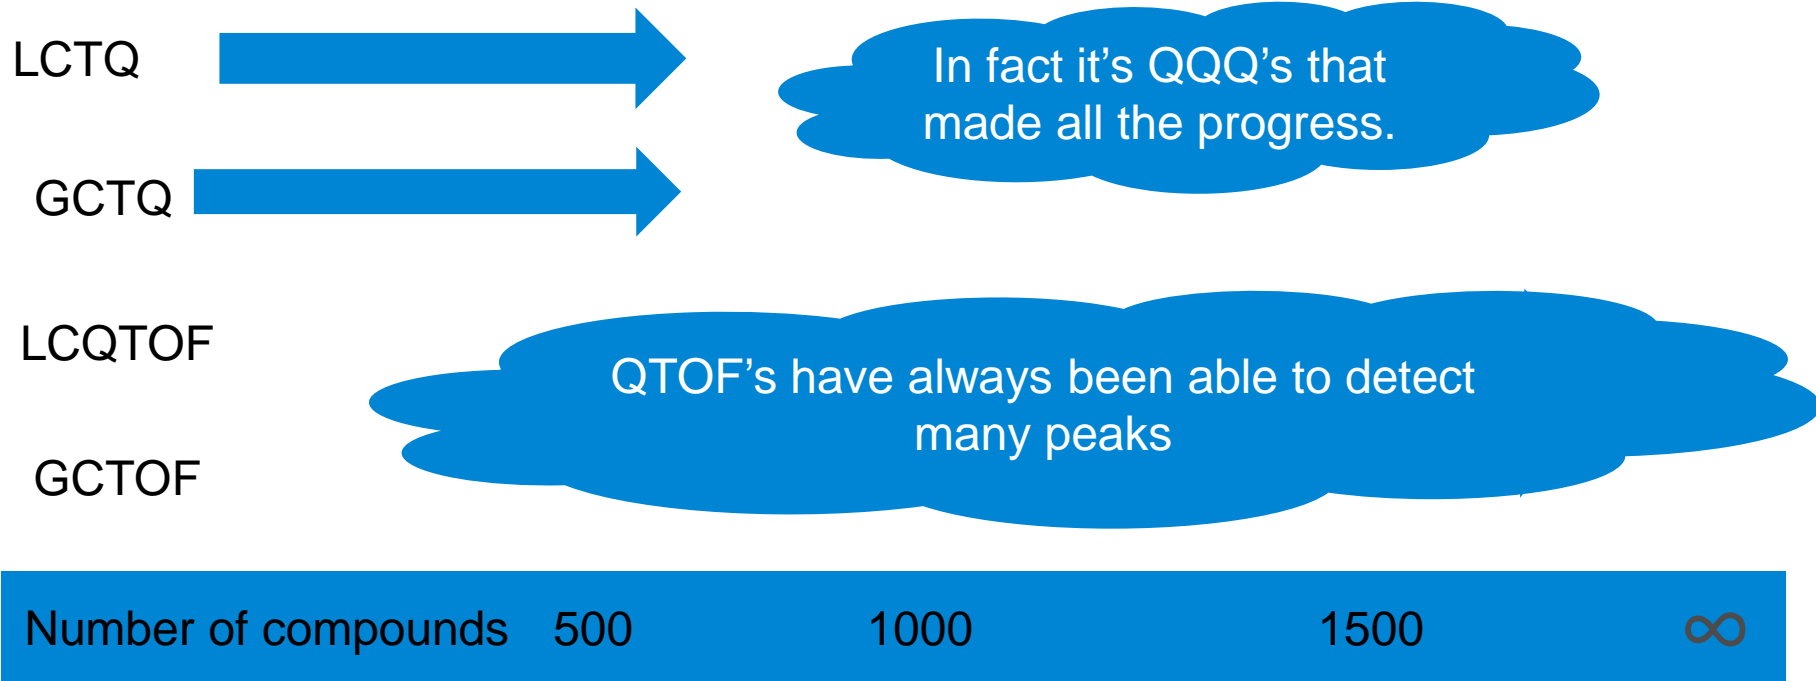 LCTQ
In fact it's QQQ's that
made all the progress.
GCTQ
LCQTOF
QTOF's have always been able to detect
many peaks
GCTOF
Number of compounds 500 1000 1500 ∞